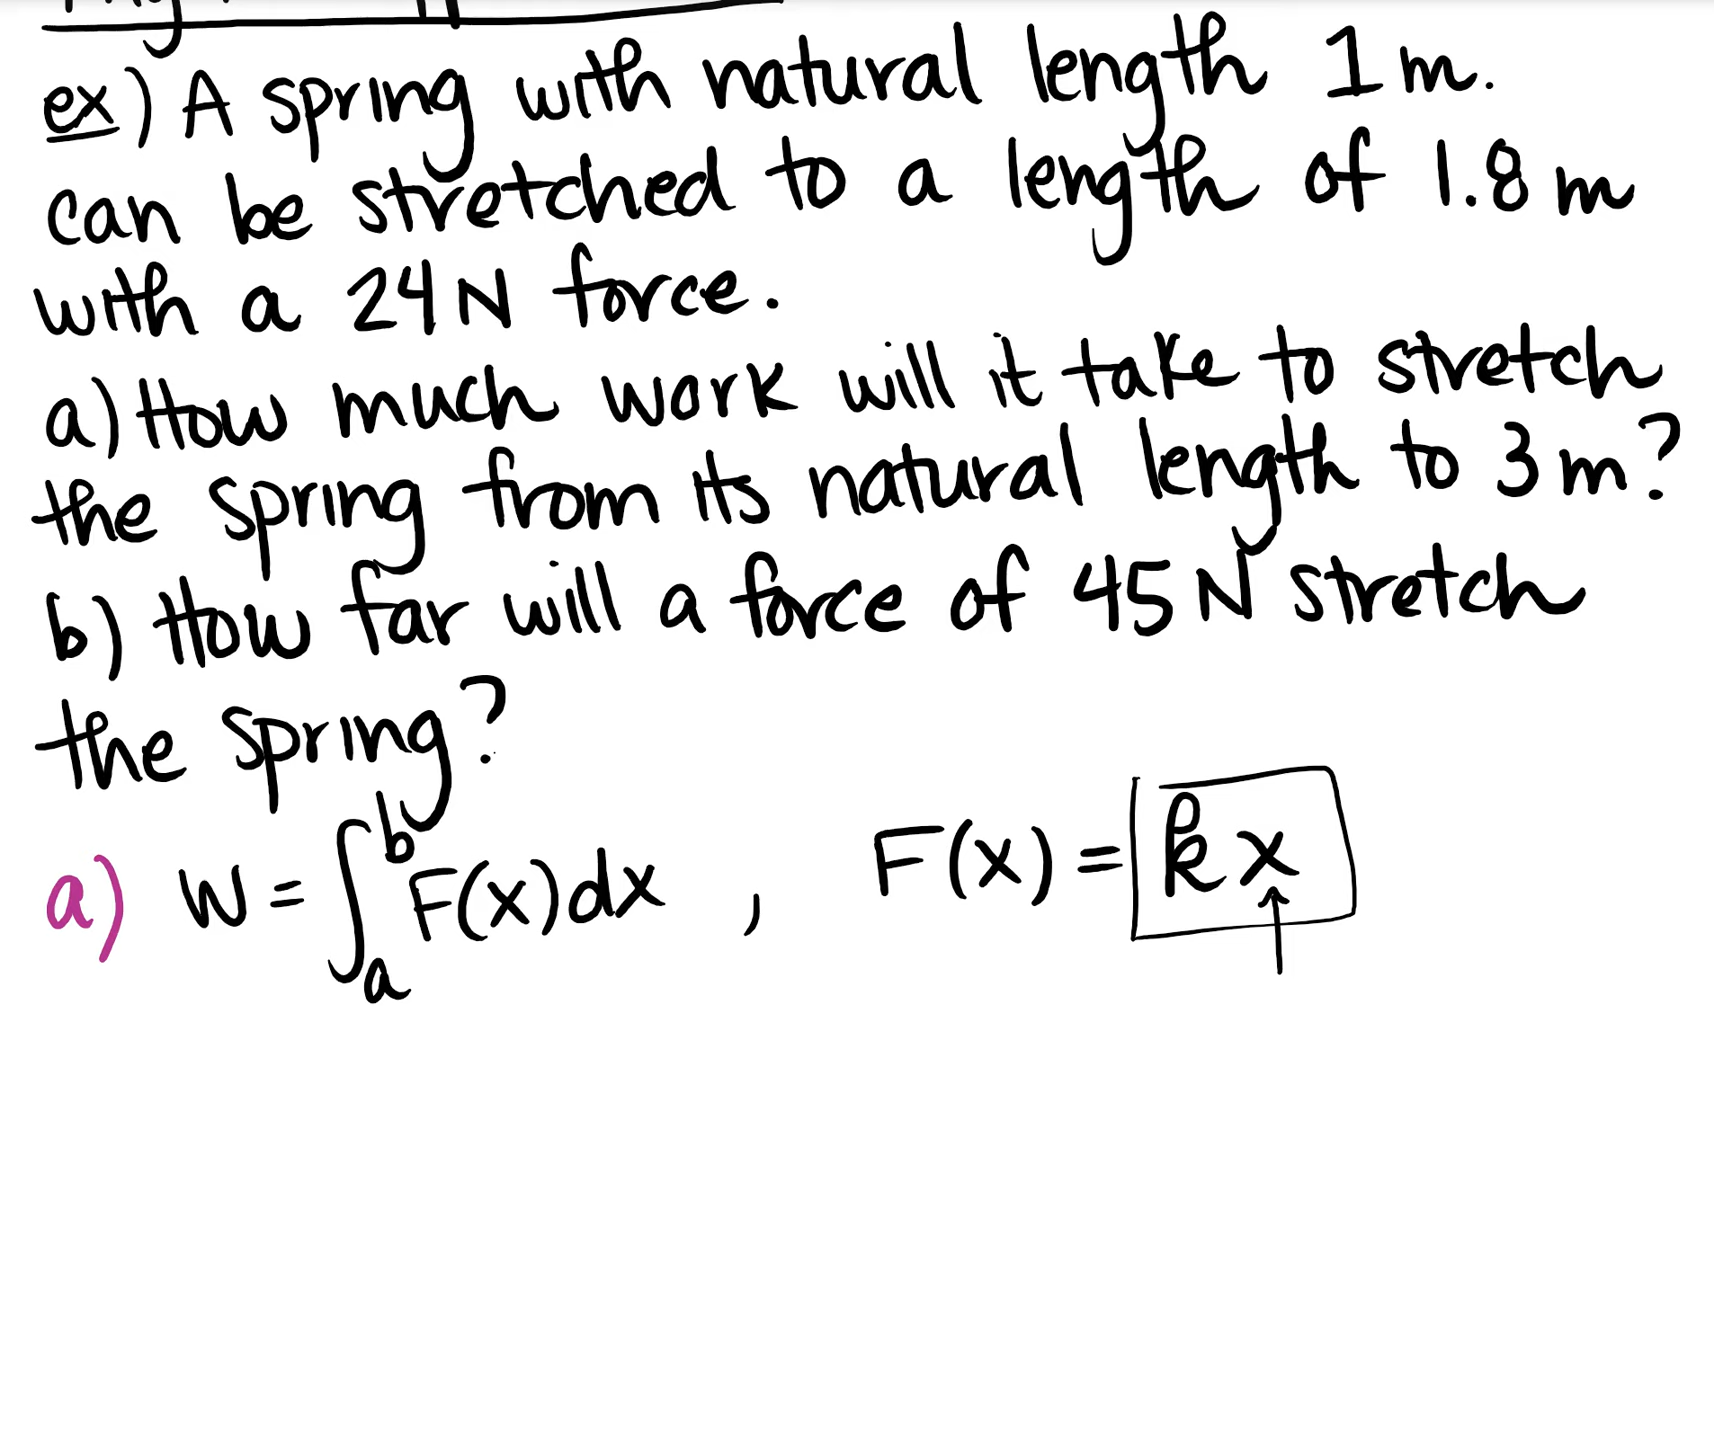 ex) A spring with natural length 1 m.
can be stretched to a length of 1.8 m
with a 24 N force.
a) How much work will it take to stretch
the spring from its natural length to 3 m?
b) How far will a force of 45 N stretch
the spring?
a) W = ∫_a^b F(x) dx , F(x) = kx